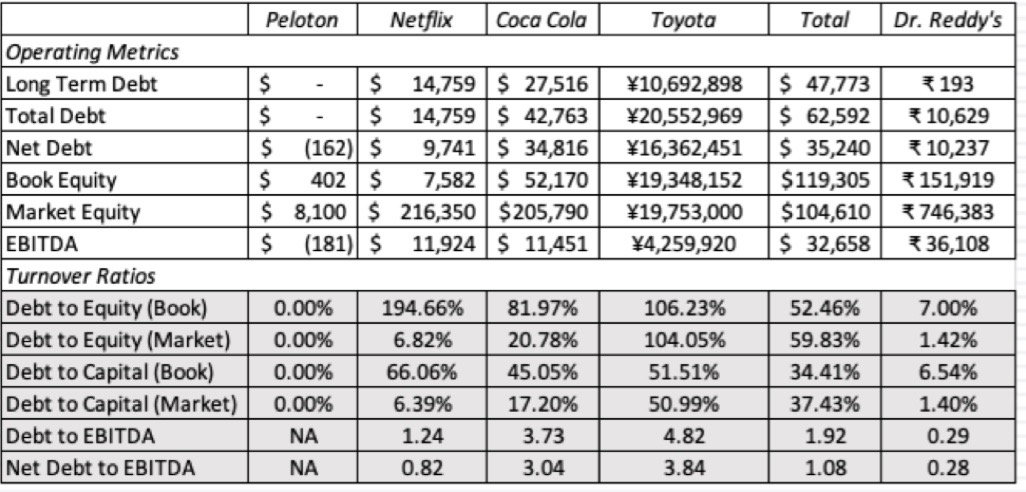 Peloton Netflix Coca Cola Toyota Total Dr. Reddy's
Operating Metrics
Long Term Debt $ - $ 14,759 $ 27,516 ¥10,692,898 $ 47,773 ₹ 193
Total Debt $ - $ 14,759 $ 42,763 ¥20,552,969 $ 62,592 ₹ 10,629
Net Debt $ (162) $ 9,741 $ 34,816 ¥16,362,451 $ 35,240 ₹ 10,237
Book Equity $ 402 $ 7,582 $ 52,170 ¥19,348,152 $119,305 ₹ 151,919
Market Equity $ 8,100 $ 216,350 $205,790 ¥19,753,000 $104,610 ₹ 746,383
EBITDA $ (181) $ 11,924 $ 11,451 ¥4,259,920 $ 32,658 ₹ 36,108
Turnover Ratios
Debt to Equity (Book) 0.00% 194.66% 81.97% 106.23% 52.46% 7.00%
Debt to Equity (Market) 0.00% 6.82% 20.78% 104.05% 59.83% 1.42%
Debt to Capital (Book) 0.00% 66.06% 45.05% 51.51% 34.41% 6.54%
Debt to Capital (Market) 0.00% 6.39% 17.20% 50.99% 37.43% 1.40%
Debt to EBITDA NA 1.24 3.73 4.82 1.92 0.29
Net Debt to EBITDA NA 0.82 3.04 3.84 1.08 0.28